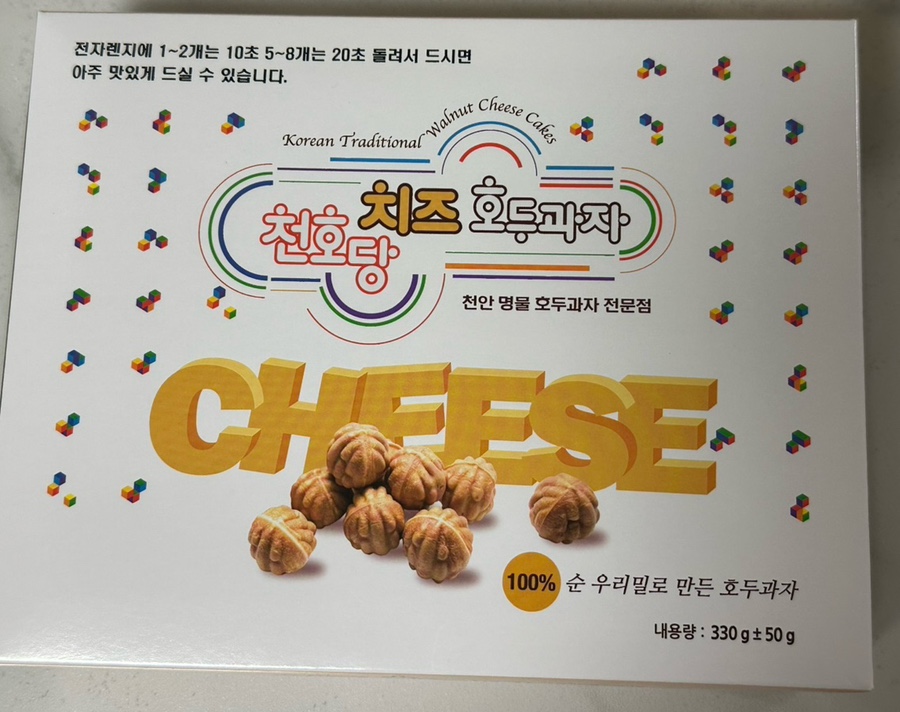 전자렌지에 1~2개는 10초 5~8개는 20초 돌려서 드시면
아주 맛있게 드실 수 있습니다.
Korean Traditional Walnut Cheese Cakes
천호당 치즈 호두과자
천안 명물 호두과자 전문점
CHEESE
100% 순 우리밀로 만든 호두과자
내용량 : 330 g ± 50 g